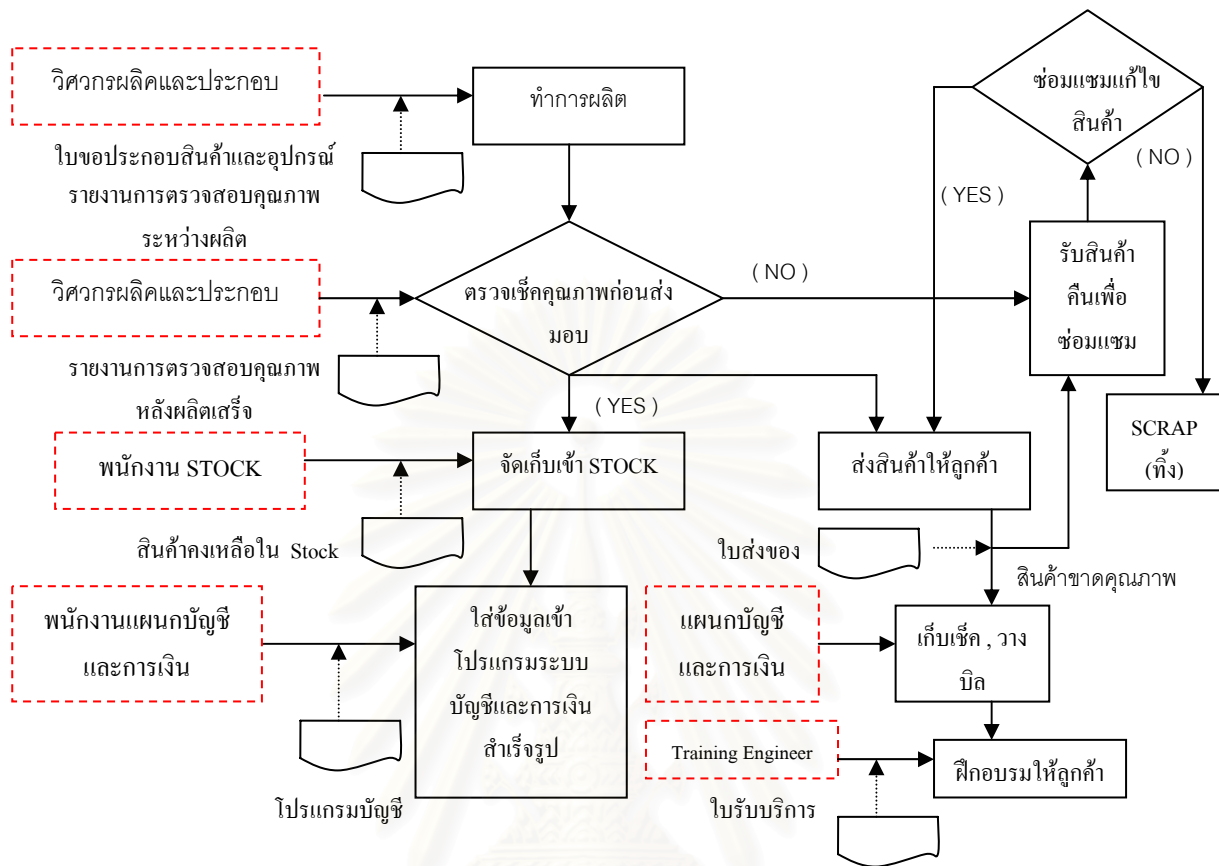 วิศวกรผลิคและประกอบ
ทำการผลิต
ซ่อมแซมแก้ไข
สินค้า
ใบขอประกอบสินค้าและอุปกรณ์
รายงานการตรวจสอบคุณภาพ
ระหว่างผลิต
( NO )
( YES )
วิศวกรผลิคและประกอบ
ตรวจเช็คคุณภาพก่อนส่ง
มอบ
( NO )
รับสินค้า
คืนเพื่อ
ซ่อมแซม
รายงานการตรวจสอบคุณภาพ
หลังผลิตเสร็จ
( YES )
SCRAP
(ทิ้ง)
พนักงาน STOCK
จัดเก็บเข้า STOCK
ส่งสินค้าให้ลูกค้า
สินค้าคงเหลือใน Stock
ใบส่งของ
สินค้าขาดคุณภาพ
พนักงานแผนกบัญชี
และการเงิน
ใส่ข้อมูลเข้า
โปรแกรมระบบ
บัญชีและการเงิน
สำเร็จรูป
แผนกบัญชี
และการเงิน
เก็บเช็ค , วาง
บิล
โปรแกรมบัญชี
Training Engineer
ฝึกอบรมให้ลูกค้า
ใบรับบริการ